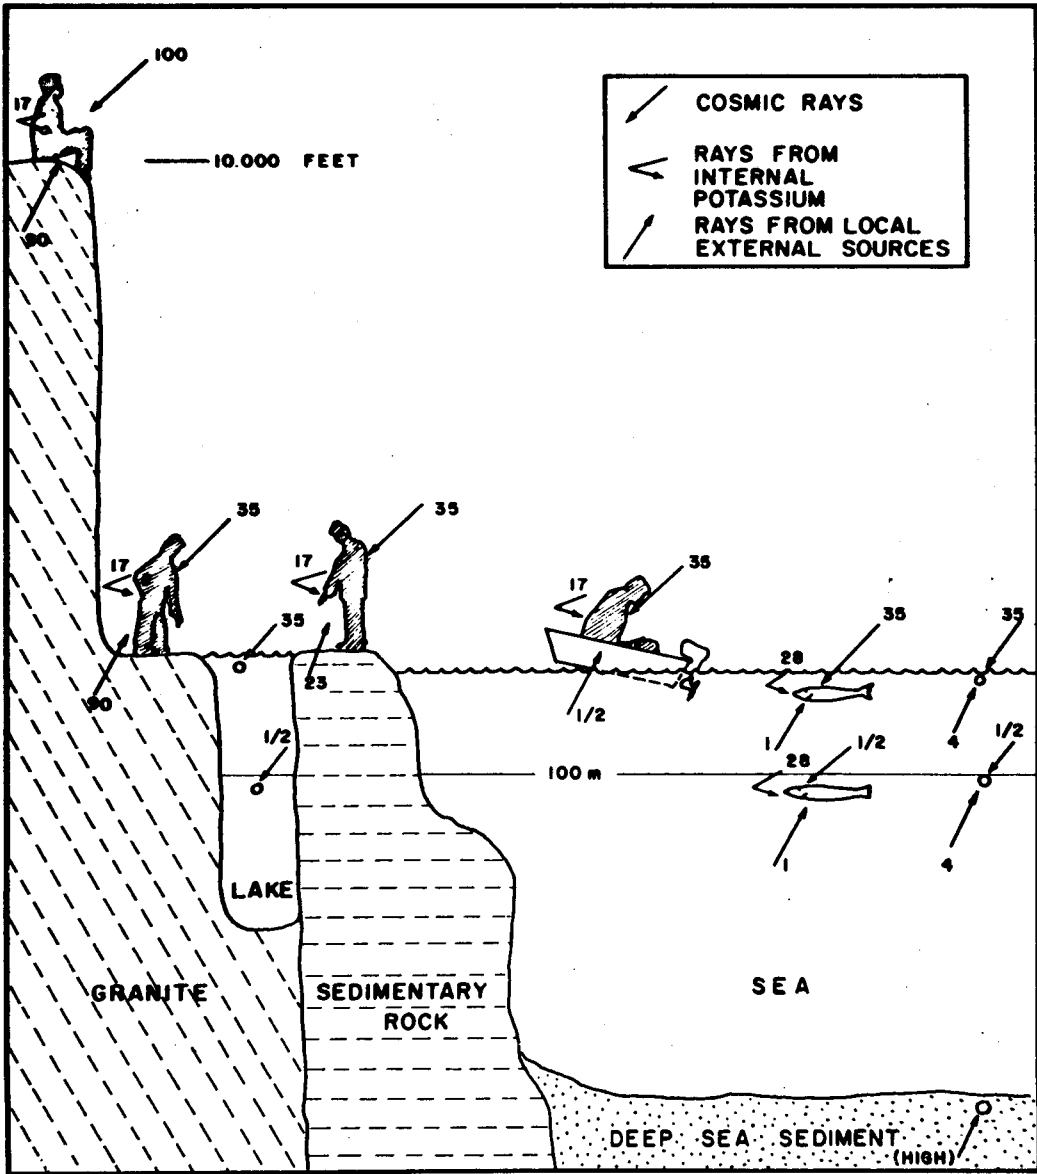 100
17
10.000 FEET
90
COSMIC RAYS
RAYS FROM
INTERNAL
POTASSIUM
RAYS FROM LOCAL
EXTERNAL SOURCES
35
17
90
35
17
23
35
1/2
35
17
1/2
35
28
1
35
4
100 m
1/2
28
1
1/2
4
LAKE
GRANITE
SEDIMENTARY
ROCK
SEA
DEEP SEA SEDIMENT
(HIGH)